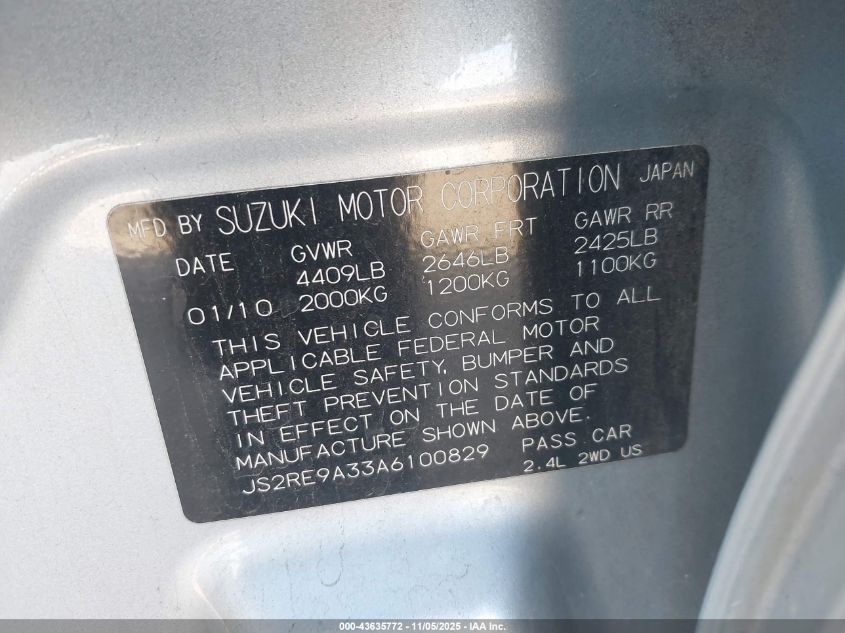 MFD BY SUZUKI MOTOR CORPORATION JAPAN
DATE GVWR GAWR FRT GAWR RR
4409LB 2646LB 2425LB
01/10 2000KG 1200KG 1100KG
THIS VEHICLE CONFORMS TO ALL
APPLICABLE FEDERAL MOTOR
VEHICLE SAFETY, BUMPER AND
THEFT PREVENTION STANDARDS
IN EFFECT ON THE DATE OF
MANUFACTURE SHOWN ABOVE.
JS2RE9A33A6100829 PASS CAR
2.4L 2WD US
000-43635772 - 11/05/2025 - IAA Inc.